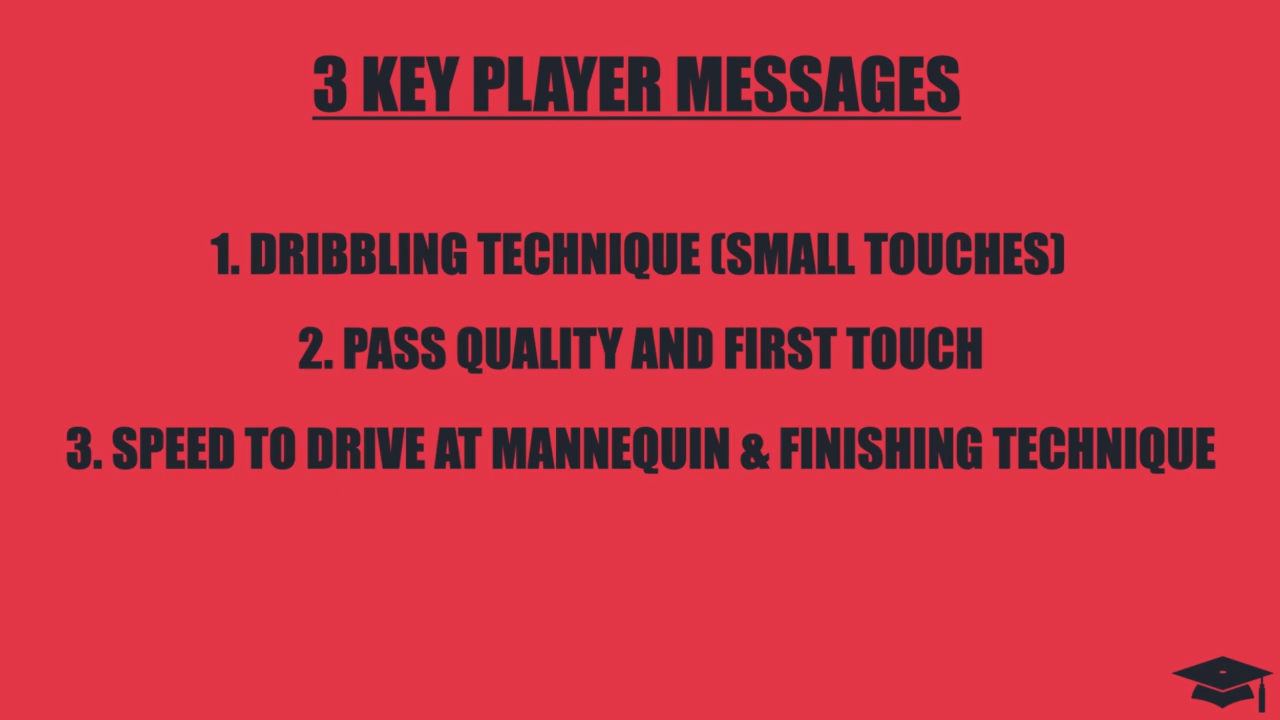 3 KEY PLAYER MESSAGES
1. DRIBBLING TECHNIQUE (SMALL TOUCHES)
2. PASS QUALITY AND FIRST TOUCH
3. SPEED TO DRIVE AT MANNEQUIN & FINISHING TECHNIQUE